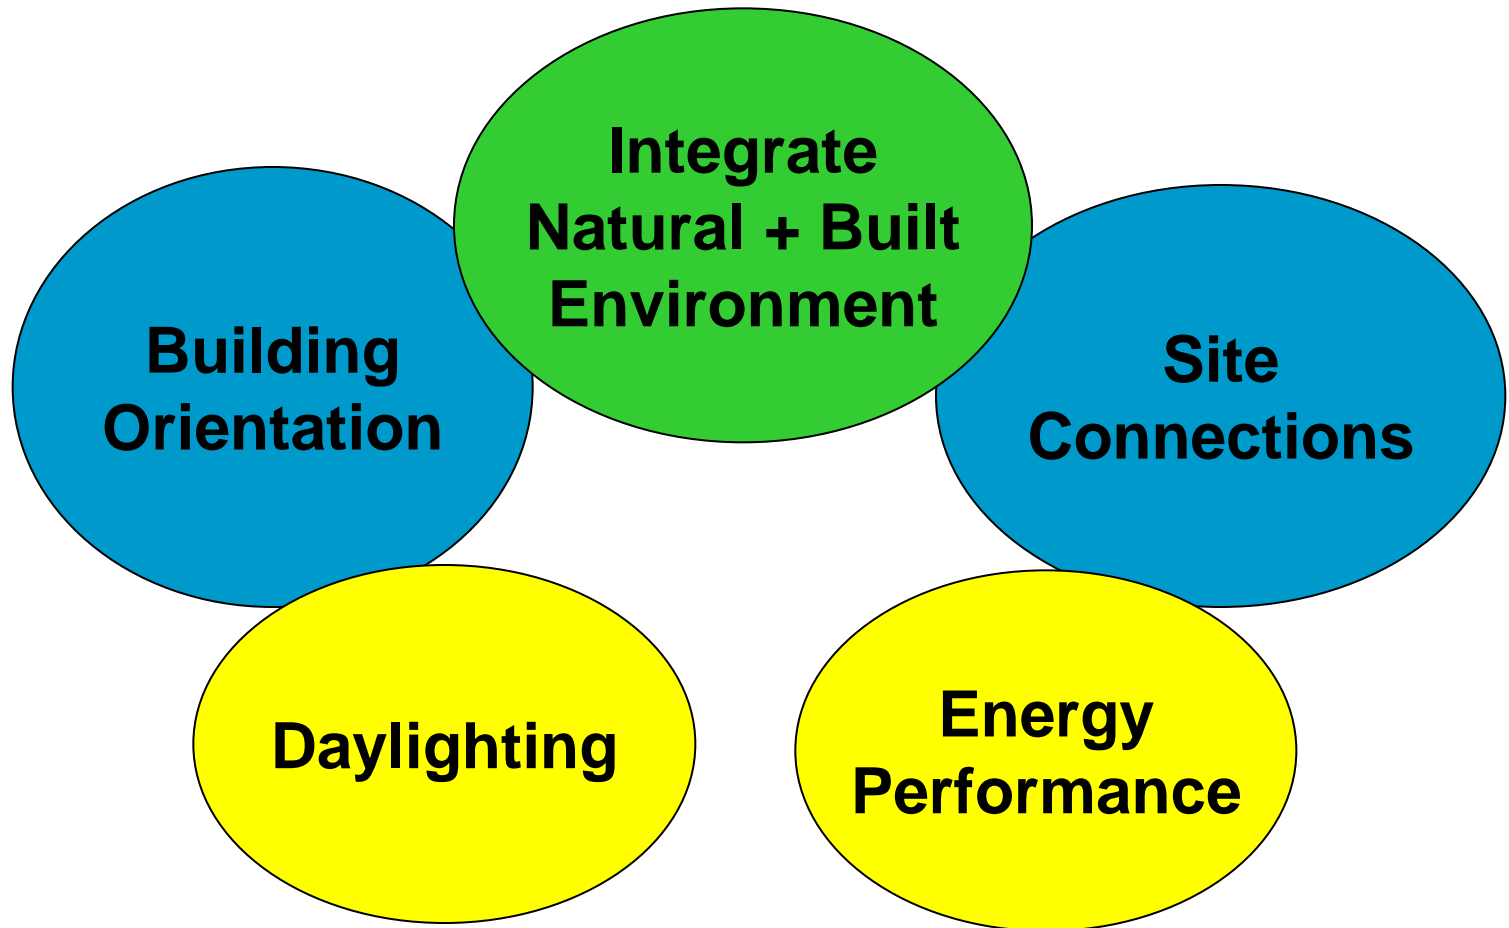 Integrate
Natural + Built
Environment
Building
Orientation
Site
Connections
Daylighting
Energy
Performance